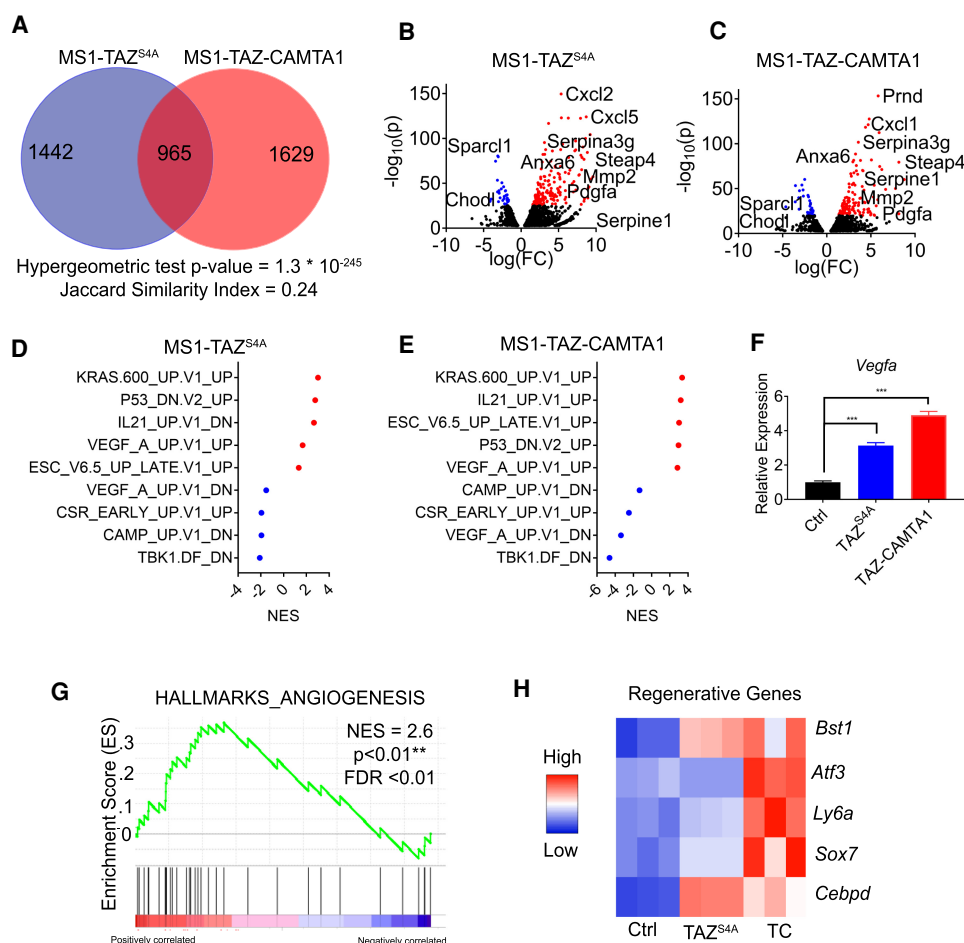 A
MS1-TAZS4A
MS1-TAZ-CAMTA1
1442
965
1629
Hypergeometric test p-value = 1.3 * 10-245
Jaccard Similarity Index = 0.24
B
MS1-TAZS4A
-log10(p)
150
100
50
0
-10
-5
0
5
10
log(FC)
Cxcl2
Cxcl5
Sparcl1
Serpina3g
Anxa6
Steap4
Mmp2
Pdgfa
Chodl
Serpine1
C
MS1-TAZ-CAMTA1
-log10(p)
150
100
50
0
-10
-5
0
5
10
log(FC)
Prnd
Cxcl1
Serpina3g
Anxa6
Steap4
Serpine1
Mmp2
Pdgfa
Sparcl1
Chodl
D
MS1-TAZS4A
KRAS.600_UP.V1_UP
P53_DN.V2_UP
IL21_UP.V1_DN
VEGF_A_UP.V1_UP
ESC_V6.5_UP_LATE.V1_UP
VEGF_A_UP.V1_DN
CSR_EARLY_UP.V1_UP
CAMP_UP.V1_DN
TBK1.DF_DN
-4
-2
0
2
4
NES
E
MS1-TAZ-CAMTA1
KRAS.600_UP.V1_UP
IL21_UP.V1_UP
ESC_V6.5_UP_LATE.V1_UP
P53_DN.V2_UP
VEGF_A_UP.V1_UP
CAMP_UP.V1_DN
CSR_EARLY_UP.V1_UP
VEGF_A_UP.V1_DN
TBK1.DF_DN
-6
-4
-2
0
2
4
NES
F
Vegfa
Relative Expression
6
4
2
0
***
***
Ctrl
TAZS4A
TAZ-CAMTA1
G
HALLMARKS_ANGIOGENESIS
Enrichment Score (ES)
.3
.2
.1
0
NES = 2.6
p<0.01**
FDR <0.01
Positively correlated
Negatively correlated
H
Regenerative Genes
High
Low
Bst1
Atf3
Ly6a
Sox7
Cebpd
Ctrl
TAZS4A
TC